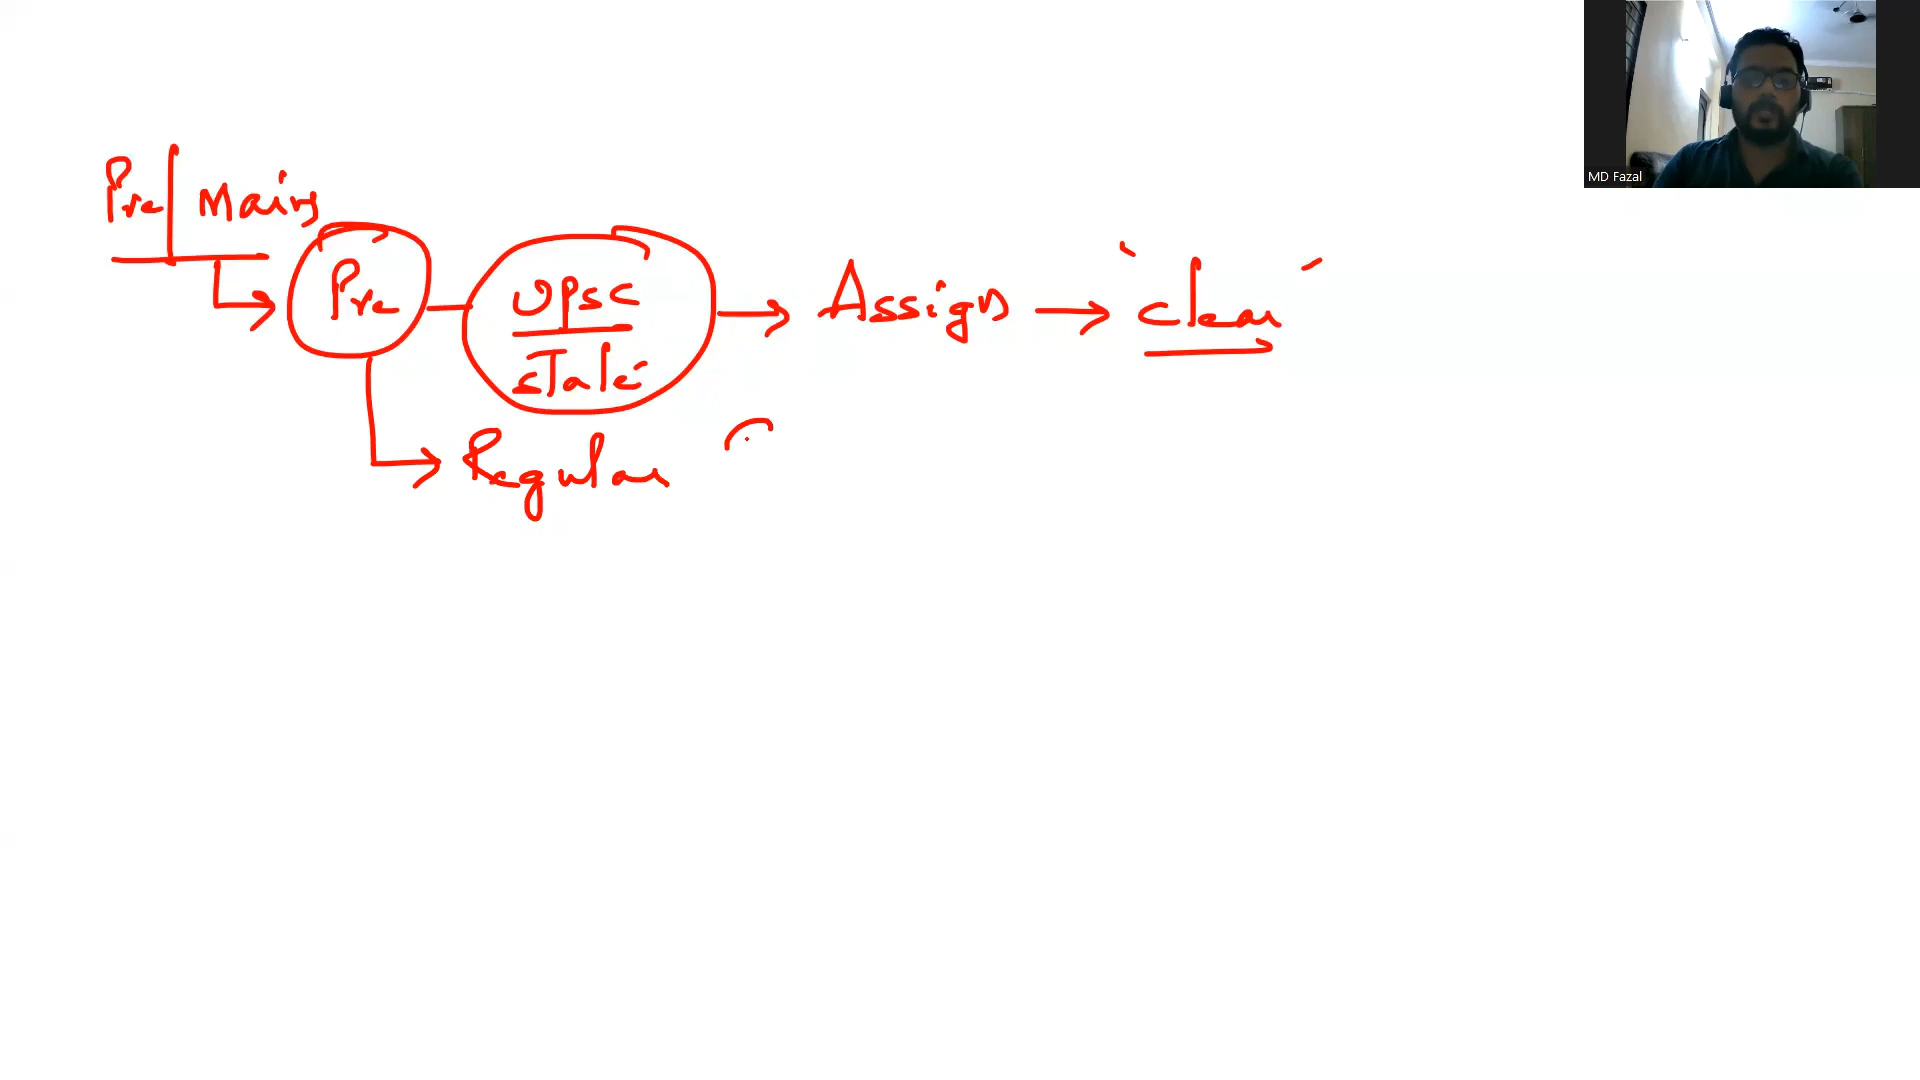 Pre | Mains
Pre — UPSC → Assign → 'clear'
State
Regular
MD Fazal